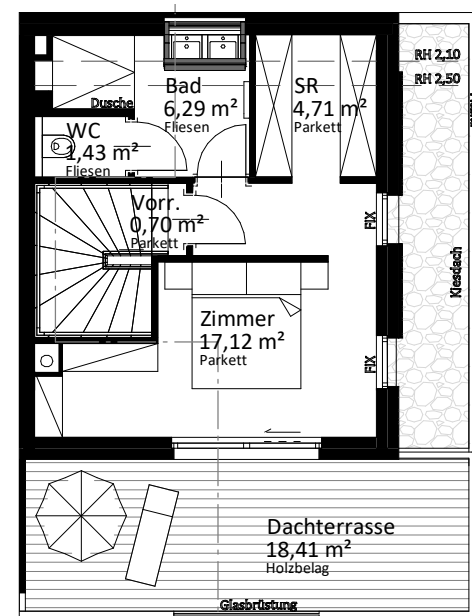 RH 2,10
RH 2,50
Dusche
Bad
6,29 m²
Fliesen
SR
4,71 m²
Parkett
WC
1,43 m²
Fliesen
Vorr.
0,70 m²
Parkett
FIX
Kiesdach
Zimmer
17,12 m²
Parkett
FIX
Dachterrasse
18,41 m²
Holzbelag
Glasbrüstung